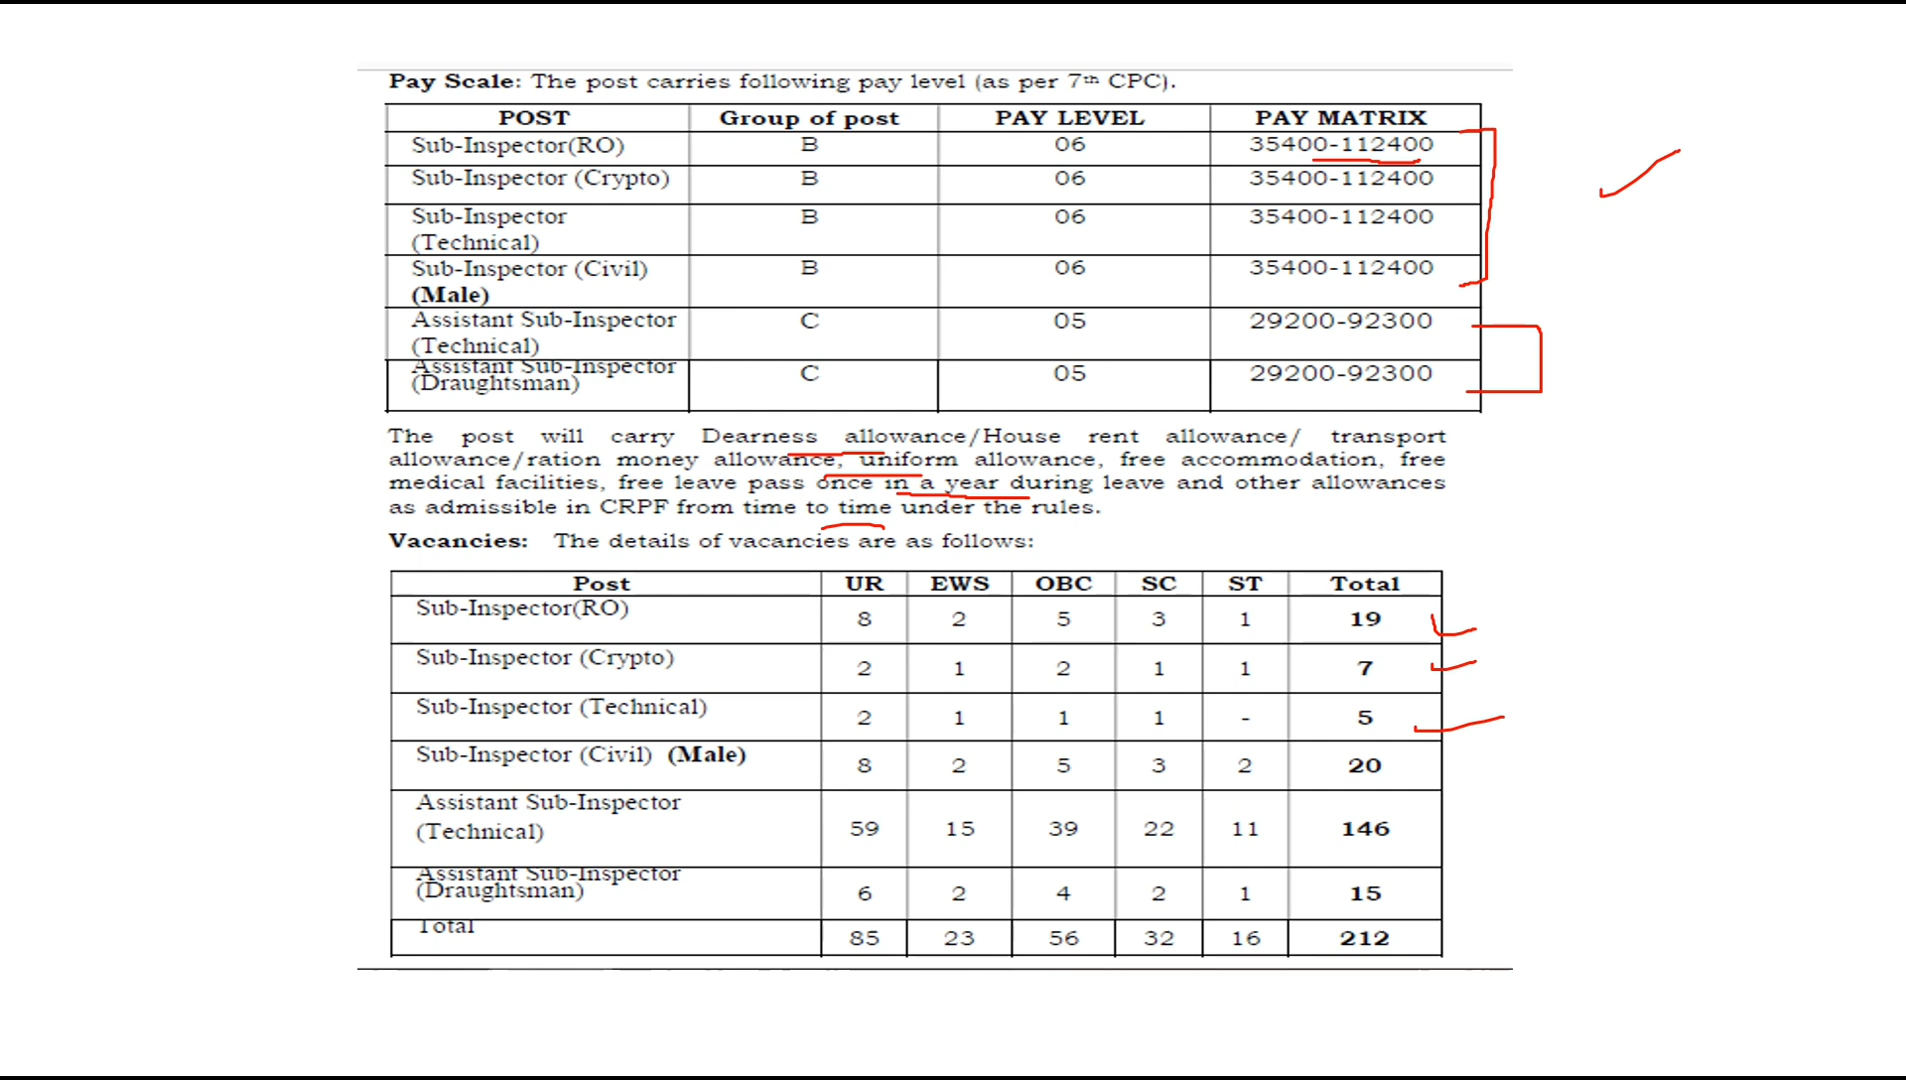 Pay Scale: The post carries following pay level (as per 7th CPC).
POST Group of post PAY LEVEL PAY MATRIX
Sub-Inspector(RO) B 06 35400-112400
Sub-Inspector (Crypto) B 06 35400-112400
Sub-Inspector B 06 35400-112400
(Technical)
Sub-Inspector (Civil) B 06 35400-112400
(Male)
Assistant Sub-Inspector C 05 29200-92300
(Technical)
Assistant Sub-Inspector C 05 29200-92300
(Draughtsman)
The post will carry Dearness allowance/House rent allowance/ transport
allowance/ration money allowance, uniform allowance, free accommodation, free
medical facilities, free leave pass once in a year during leave and other allowances
as admissible in CRPF from time to time under the rules.
Vacancies: The details of vacancies are as follows:
Post UR EWS OBC SC ST Total
Sub-Inspector(RO) 8 2 5 3 1 19
Sub-Inspector (Crypto) 2 1 2 1 1 7
Sub-Inspector (Technical) 2 1 1 1 - 5
Sub-Inspector (Civil) (Male) 8 2 5 3 2 20
Assistant Sub-Inspector
(Technical) 59 15 39 22 11 146
Assistant Sub-Inspector
(Draughtsman) 6 2 4 2 1 15
Total 85 23 56 32 16 212